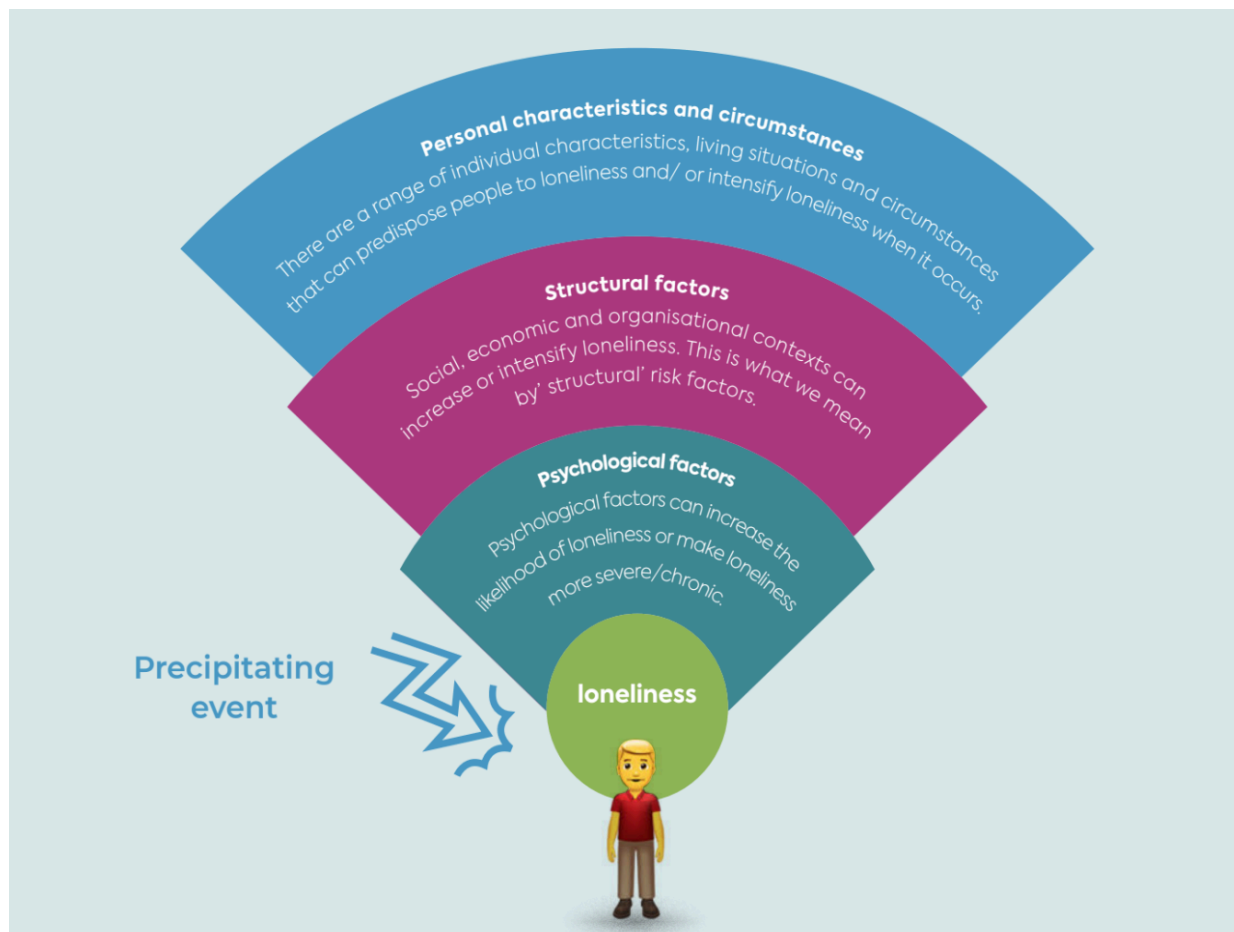 Personal characteristics and circumstances
There are a range of individual characteristics, living situations and circumstances
that can predispose people to loneliness and/ or intensify loneliness when it occurs.
Structural factors
Social, economic and organisational contexts can
increase or intensify loneliness. This is what we mean
by’ structural’ risk factors.
Psychological factors
Psychological factors can increase the
likelihood of loneliness or make loneliness
more severe/chronic.
Precipitating
event
loneliness